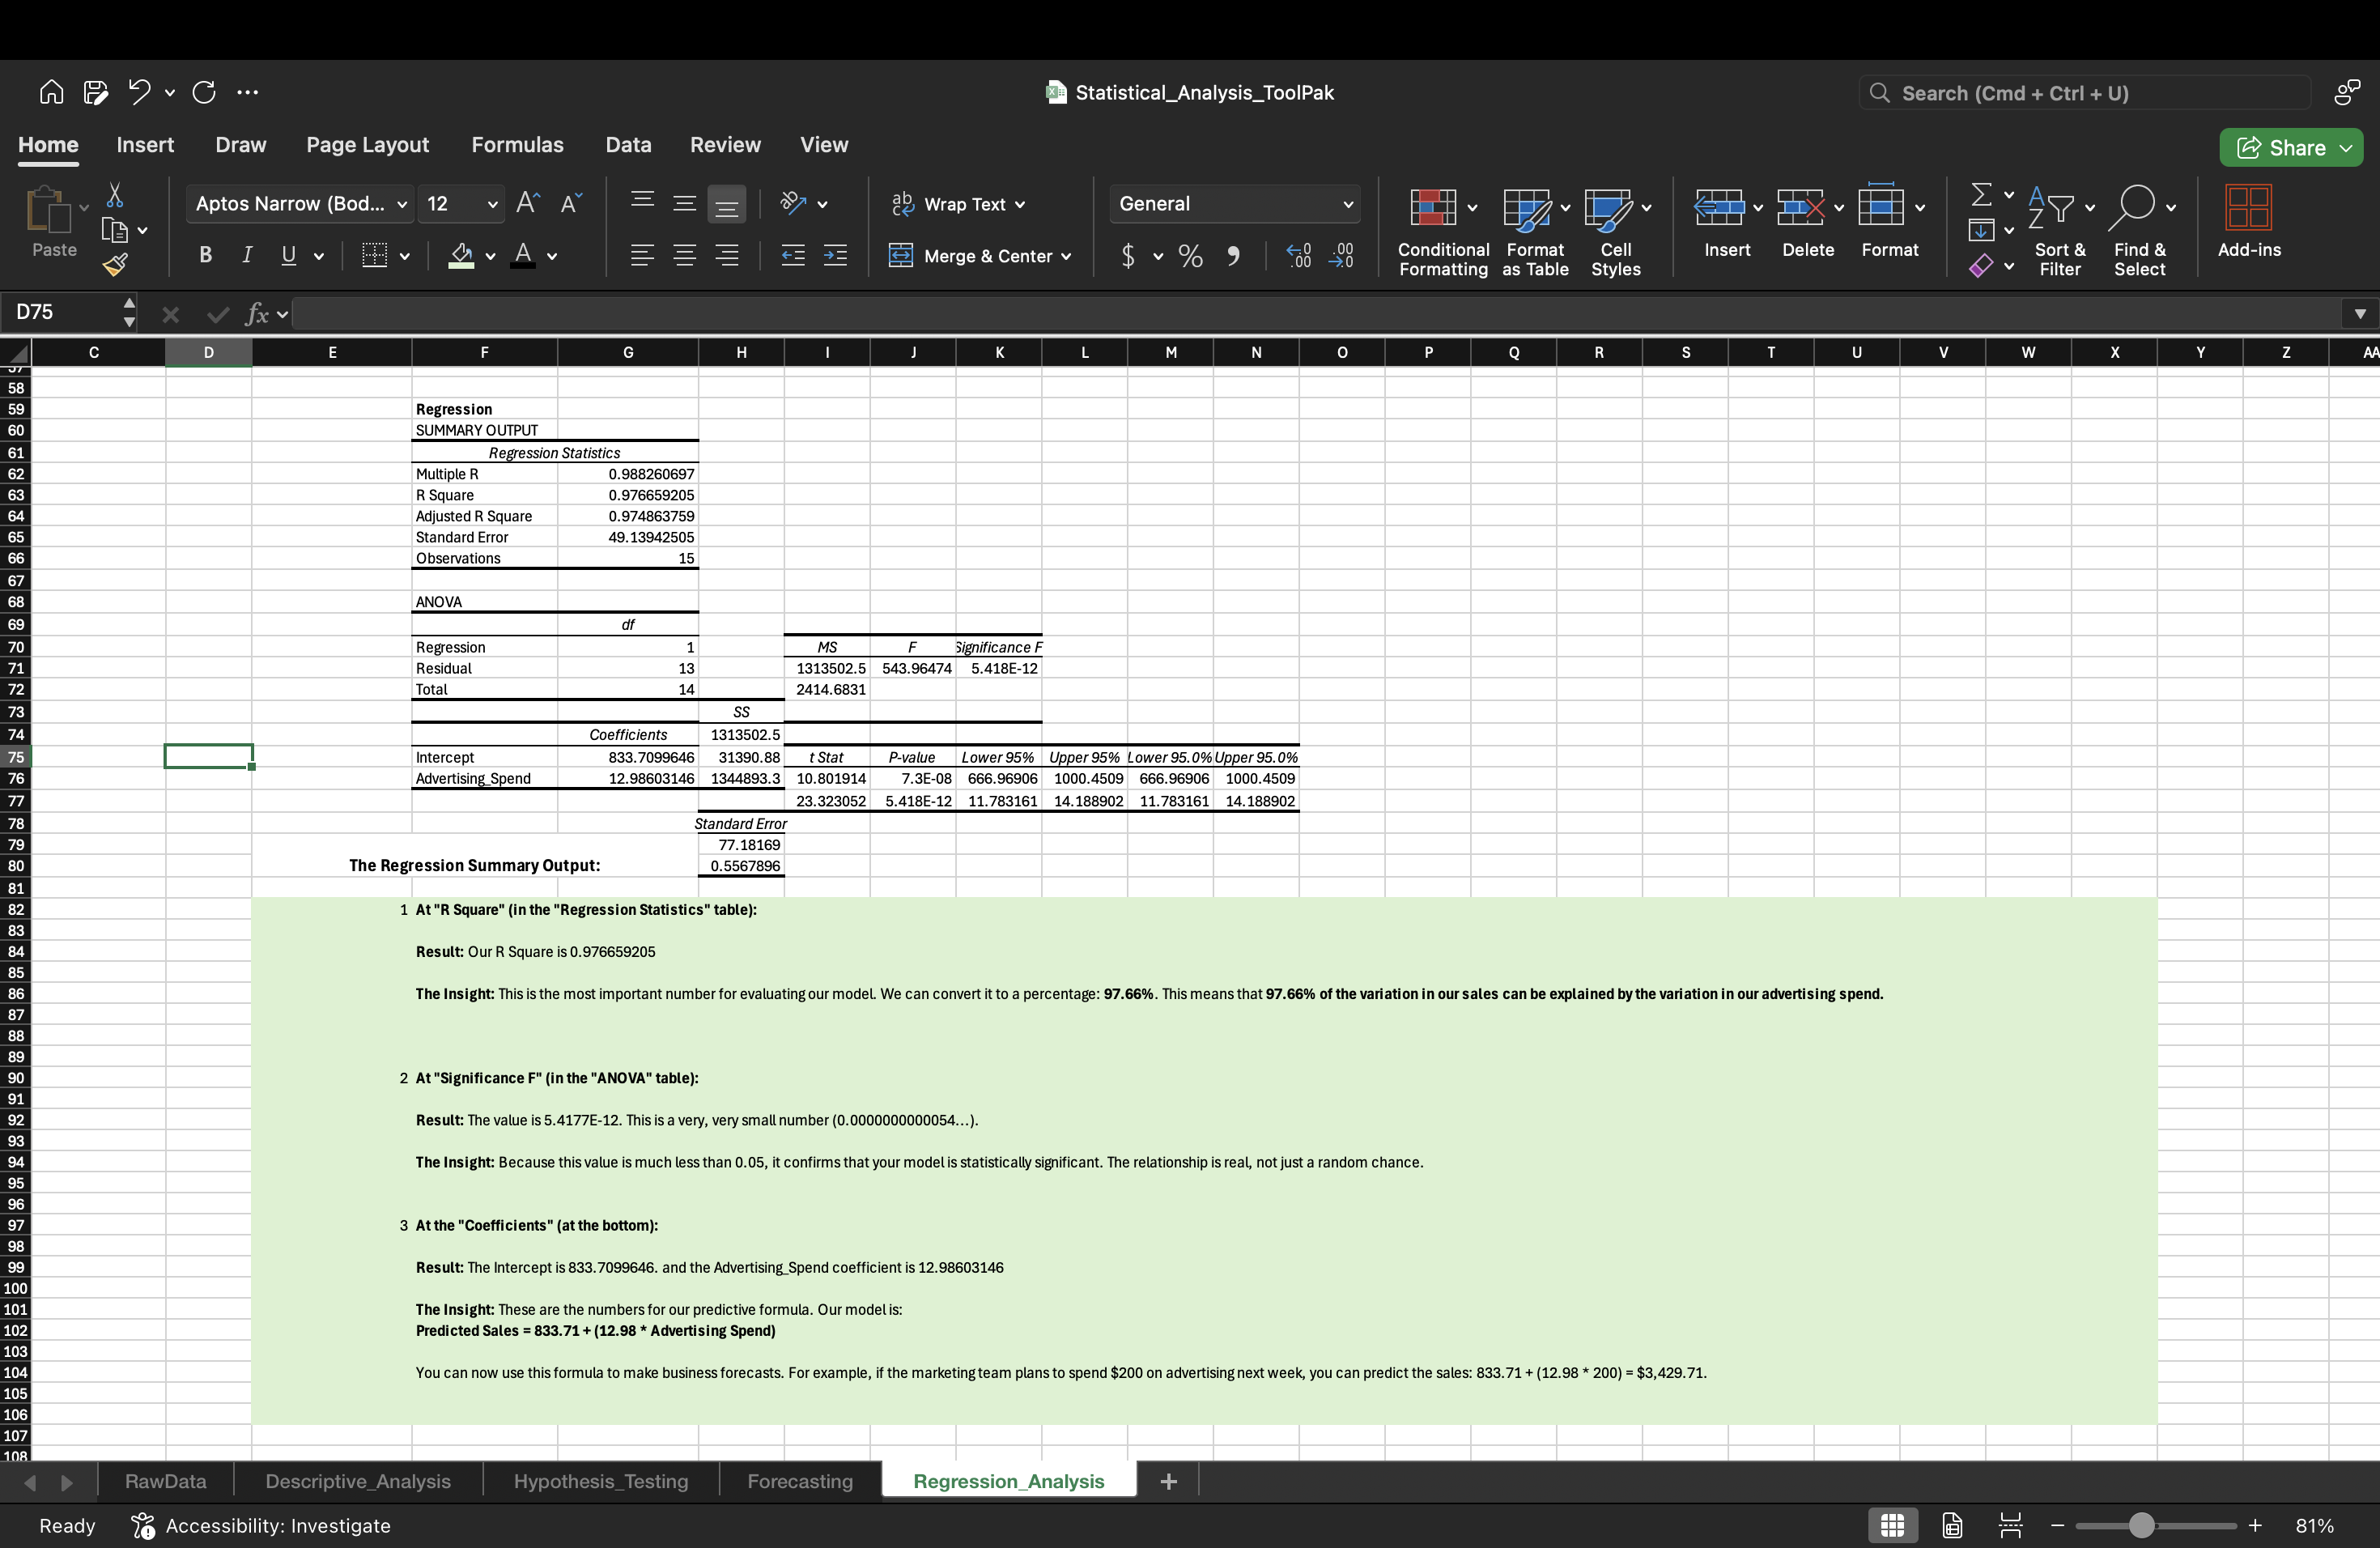 Statistical_Analysis_ToolPak
Search (Cmd + Ctrl + U)
Home Insert Draw Page Layout Formulas Data Review View
Share
Paste
Aptos Narrow (Bod... 12
Wrap Text
General
B I U
Merge & Center
$ % 9
Conditional Formatting
Format as Table
Cell Styles
Insert
Delete
Format
Sort & Filter
Find & Select
Add-ins
D75
fx
C D E F G H I J K L M N O P Q R S T U V W X Y Z AA
57
58
59 Regression
60 SUMMARY OUTPUT
61 Regression Statistics
62 Multiple R 0.988260697
63 R Square 0.976659205
64 Adjusted R Square 0.974863759
65 Standard Error 49.13942505
66 Observations 15
67
68 ANOVA
69 df
70 Regression 1 MS F Significance F
71 Residual 13 1313502.5 543.96474 5.418E-12
72 Total 14 2414.6831
73 SS
74 Coefficients 1313502.5
75 Intercept 833.7099646 31390.88 t Stat P-value Lower 95% Upper 95% Lower 95.0% Upper 95.0%
76 Advertising_Spend 12.98603146 1344893.3 10.801914 7.3E-08 666.96906 1000.4509 666.96906 1000.4509
77 23.323052 5.418E-12 11.783161 14.188902 11.783161 14.188902
78 Standard Error
79 77.18169
80 The Regression Summary Output: 0.5567896
81
82 1 At "R Square" (in the "Regression Statistics" table):
83
84 Result: Our R Square is 0.976659205
85
86 The Insight: This is the most important number for evaluating our model. We can convert it to a percentage: 97.66%. This means that 97.66% of the variation in our sales can be explained by the variation in our advertising spend.
87
88
89
90 2 At "Significance F" (in the "ANOVA" table):
91
92 Result: The value is 5.4177E-12. This is a very, very small number (0.0000000000054...).
93
94 The Insight: Because this value is much less than 0.05, it confirms that your model is statistically significant. The relationship is real, not just a random chance.
95
96
97 3 At the "Coefficients" (at the bottom):
98
99 Result: The Intercept is 833.7099646. and the Advertising_Spend coefficient is 12.98603146
100
101 The Insight: These are the numbers for our predictive formula. Our model is:
102 Predicted Sales = 833.71 + (12.98 * Advertising Spend)
103
104 You can now use this formula to make business forecasts. For example, if the marketing team plans to spend $200 on advertising next week, you can predict the sales: 833.71 + (12.98 * 200) = $3,429.71.
105
106
107
108
RawData Descriptive_Analysis Hypothesis_Testing Forecasting Regression_Analysis +
Ready Accessibility: Investigate
81%